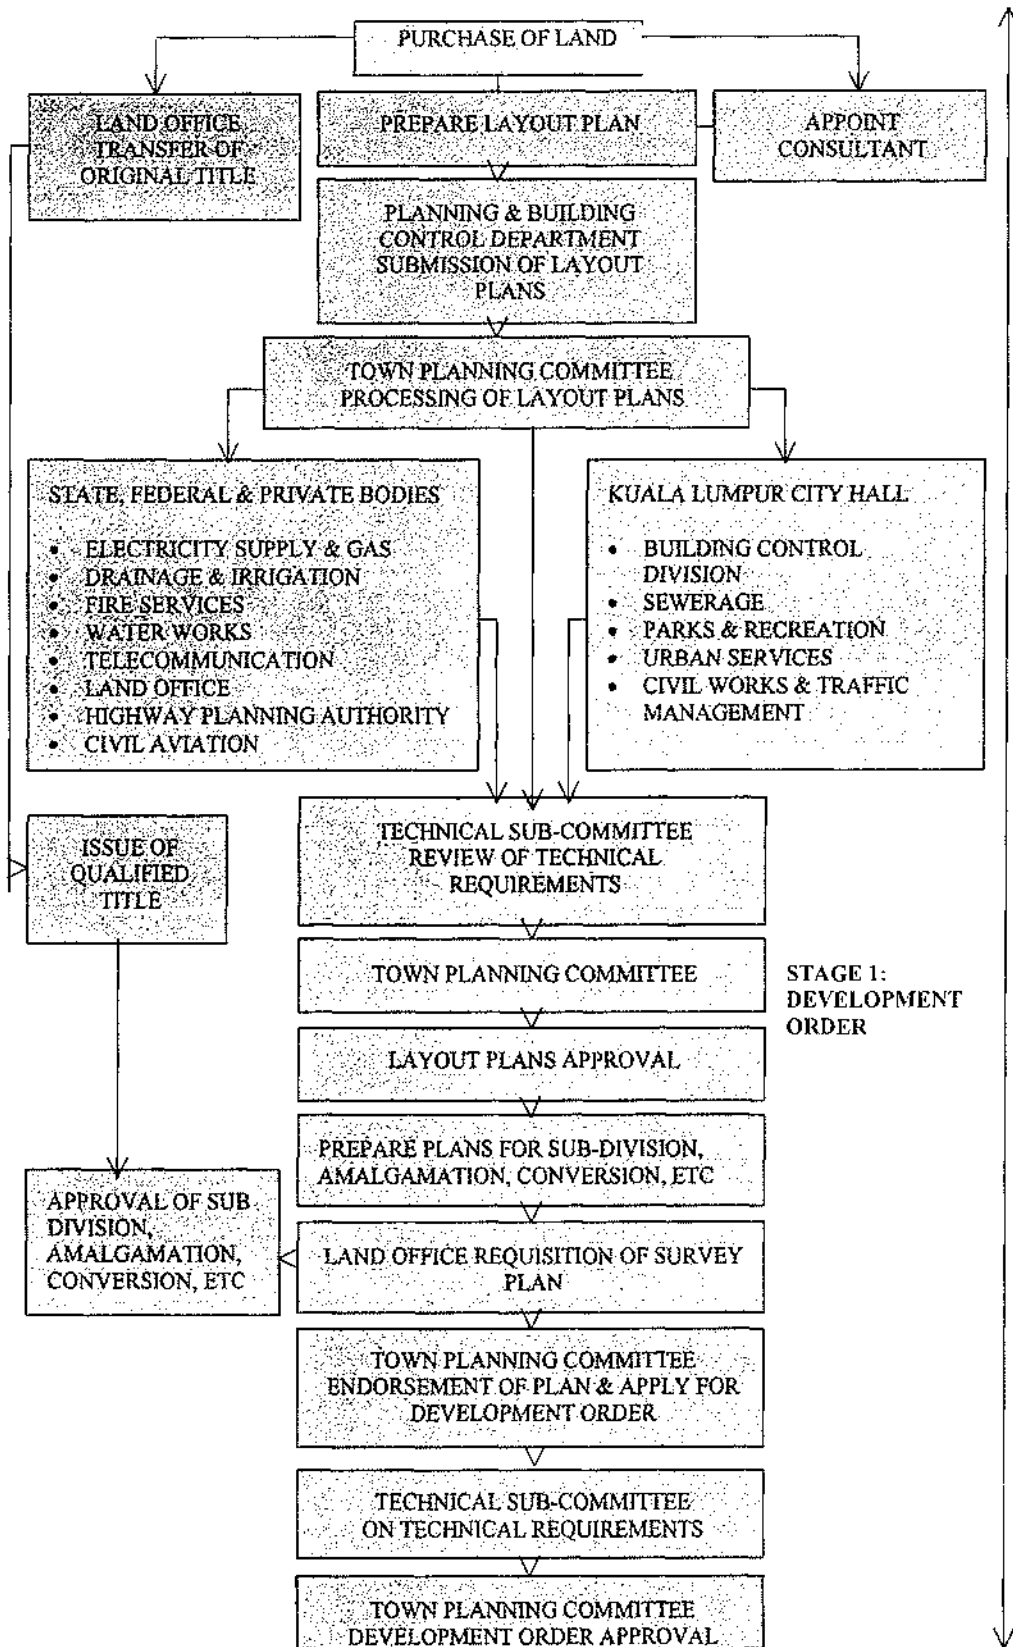 PURCHASE OF LAND
LAND OFFICE
TRANSFER OF
ORIGINAL TITLE
PREPARE LAYOUT PLAN
APPOINT
CONSULTANT
PLANNING & BUILDING
CONTROL DEPARTMENT
SUBMISSION OF LAYOUT
PLANS
TOWN PLANNING COMMITTEE
PROCESSING OF LAYOUT PLANS
STATE, FEDERAL & PRIVATE BODIES
• ELECTRICITY SUPPLY & GAS
• DRAINAGE & IRRIGATION
• FIRE SERVICES
• WATER WORKS
• TELECOMMUNICATION
• LAND OFFICE
• HIGHWAY PLANNING AUTHORITY
• CIVIL AVIATION
KUALA LUMPUR CITY HALL
• BUILDING CONTROL
DIVISION
• SEWERAGE
• PARKS & RECREATION
• URBAN SERVICES
• CIVIL WORKS & TRAFFIC
MANAGEMENT
ISSUE OF
QUALIFIED
TITLE
TECHNICAL SUB-COMMITTEE
REVIEW OF TECHNICAL
REQUIREMENTS
TOWN PLANNING COMMITTEE
STAGE 1:
DEVELOPMENT
ORDER
LAYOUT PLANS APPROVAL
PREPARE PLANS FOR SUB-DIVISION,
AMALGAMATION, CONVERSION, ETC
APPROVAL OF SUB
DIVISION,
AMALGAMATION,
CONVERSION, ETC
LAND OFFICE REQUISITION OF SURVEY
PLAN
TOWN PLANNING COMMITTEE
ENDORSEMENT OF PLAN & APPLY FOR
DEVELOPMENT ORDER
TECHNICAL SUB-COMMITTEE
ON TECHNICAL REQUIREMENTS
TOWN PLANNING COMMITTEE
DEVELOPMENT ORDER APPROVAL